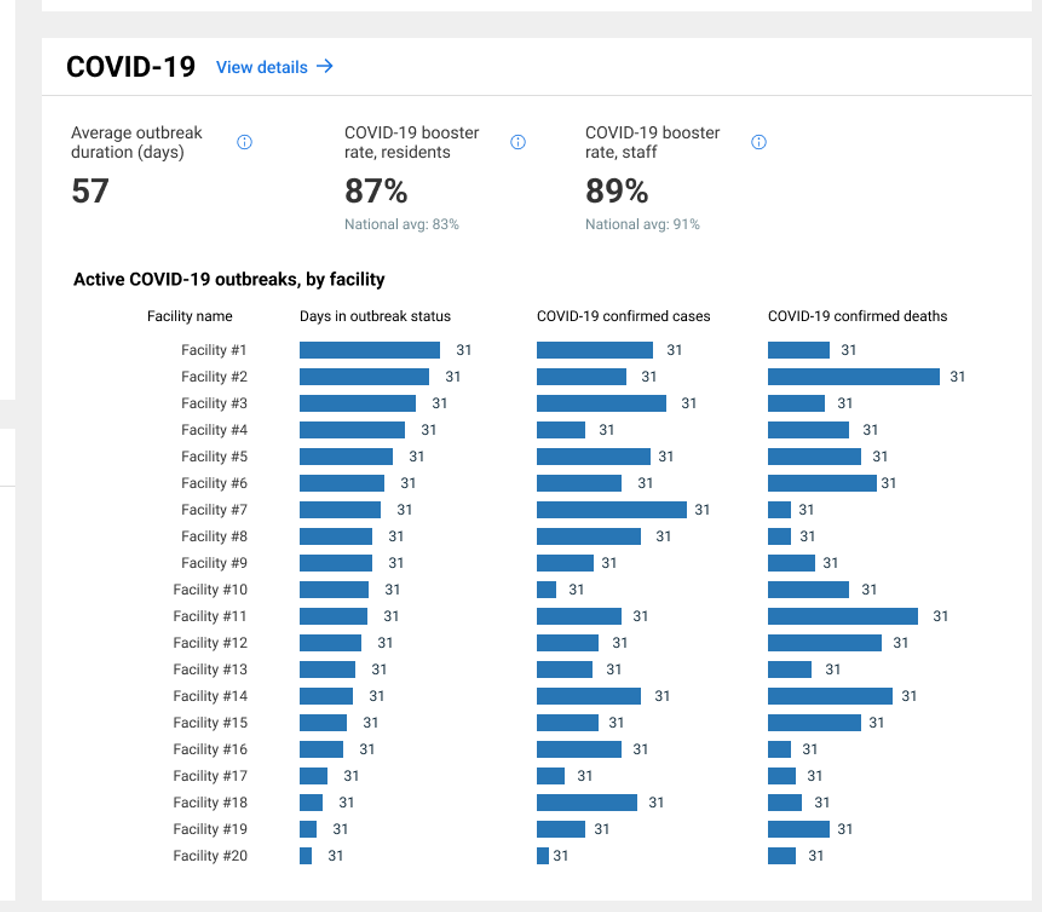 COVID-19 View details →
Average outbreak
duration (days)
57
COVID-19 booster
rate, residents
87%
National avg: 83%
COVID-19 booster
rate, staff
89%
National avg: 91%
Active COVID-19 outbreaks, by facility
Facility name Days in outbreak status COVID-19 confirmed cases COVID-19 confirmed deaths
Facility #1 31 31 31
Facility #2 31 31 31
Facility #3 31 31 31
Facility #4 31 31 31
Facility #5 31 31 31
Facility #6 31 31 31
Facility #7 31 31 31
Facility #8 31 31 31
Facility #9 31 31 31
Facility #10 31 31 31
Facility #11 31 31 31
Facility #12 31 31 31
Facility #13 31 31 31
Facility #14 31 31 31
Facility #15 31 31 31
Facility #16 31 31 31
Facility #17 31 31 31
Facility #18 31 31 31
Facility #19 31 31 31
Facility #20 31 31 31